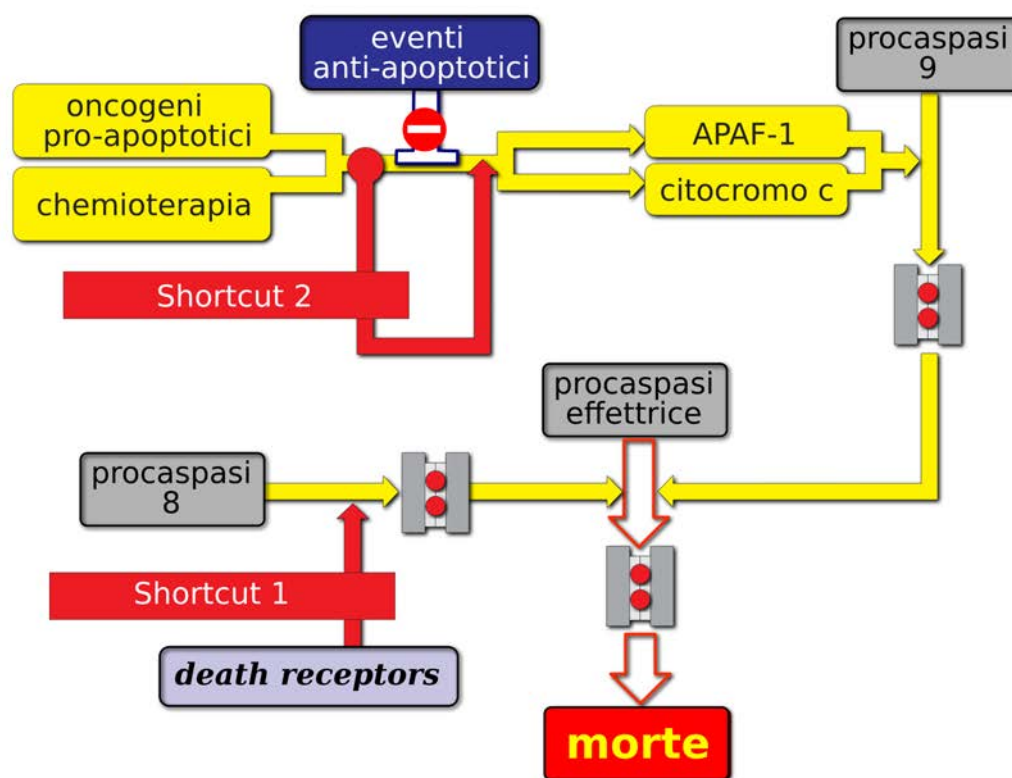 eventi
anti-apoptotici
procaspasi
9
oncogeni
pro-apoptotici
APAF-1
chemioterapia
citocromo c
Shortcut 2
procaspasi
effettrice
procaspasi
8
Shortcut 1
death receptors
morte